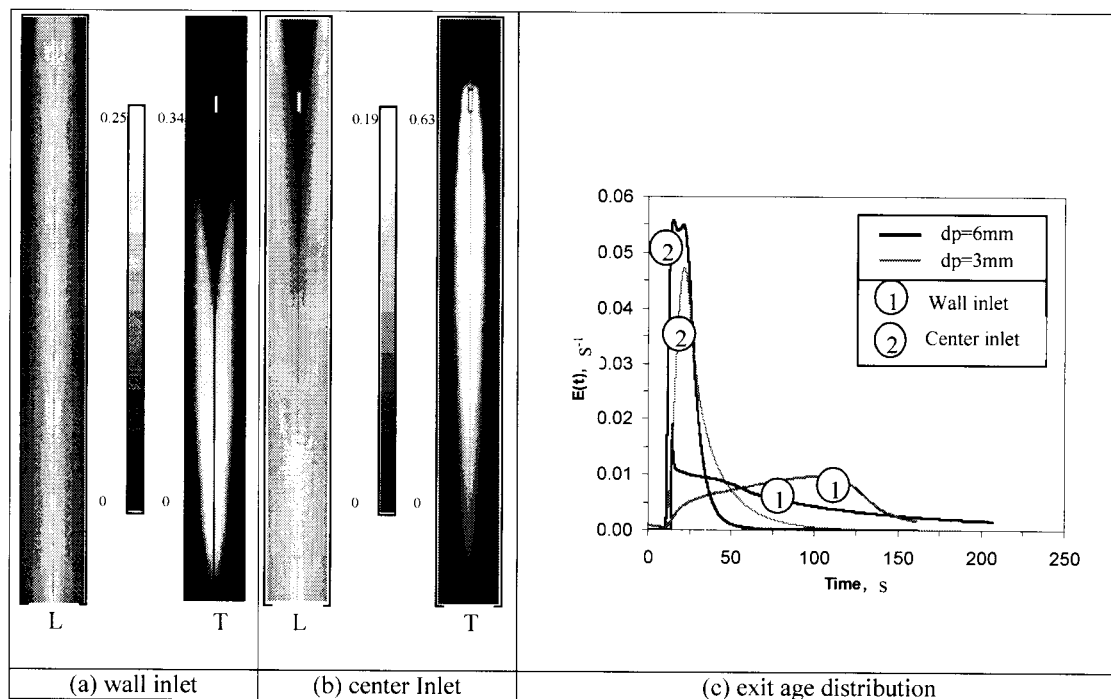 0.25
0
0.34
0
L
T
(a) wall inlet
0.19
0
0.63
0
L
T
(b) center Inlet
0.06
0.05
0.04
0.03
0.02
0.01
0.00
E(t), s⁻¹
0 50 100 150 200 250
Time, s
2
2
1
1
dp=6mm
dp=3mm
1 Wall inlet
2 Center inlet
(c) exit age distribution